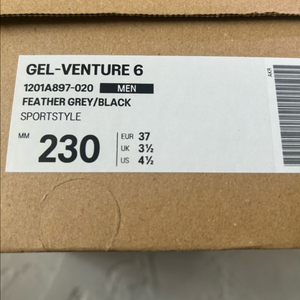 GEL-VENTURE 6
1201A897-020 MEN
FEATHER GREY/BLACK
SPORTSTYLE
MM 230
EUR 37
UK 3½
US 4½